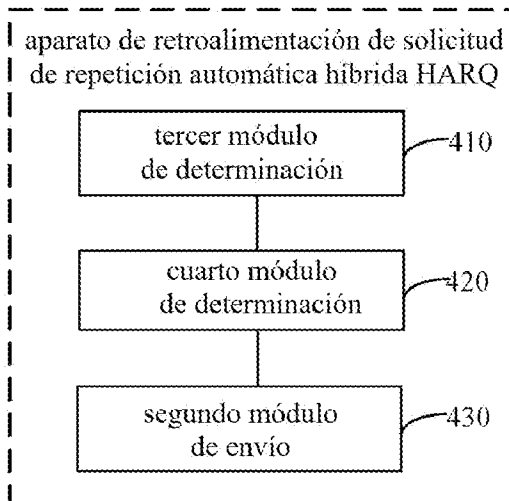 aparato de retroalimentación de solicitud
de repetición automática híbrida HARQ
tercer módulo
de determinación
410
cuarto módulo
de determinación
420
segundo módulo
de envío
430